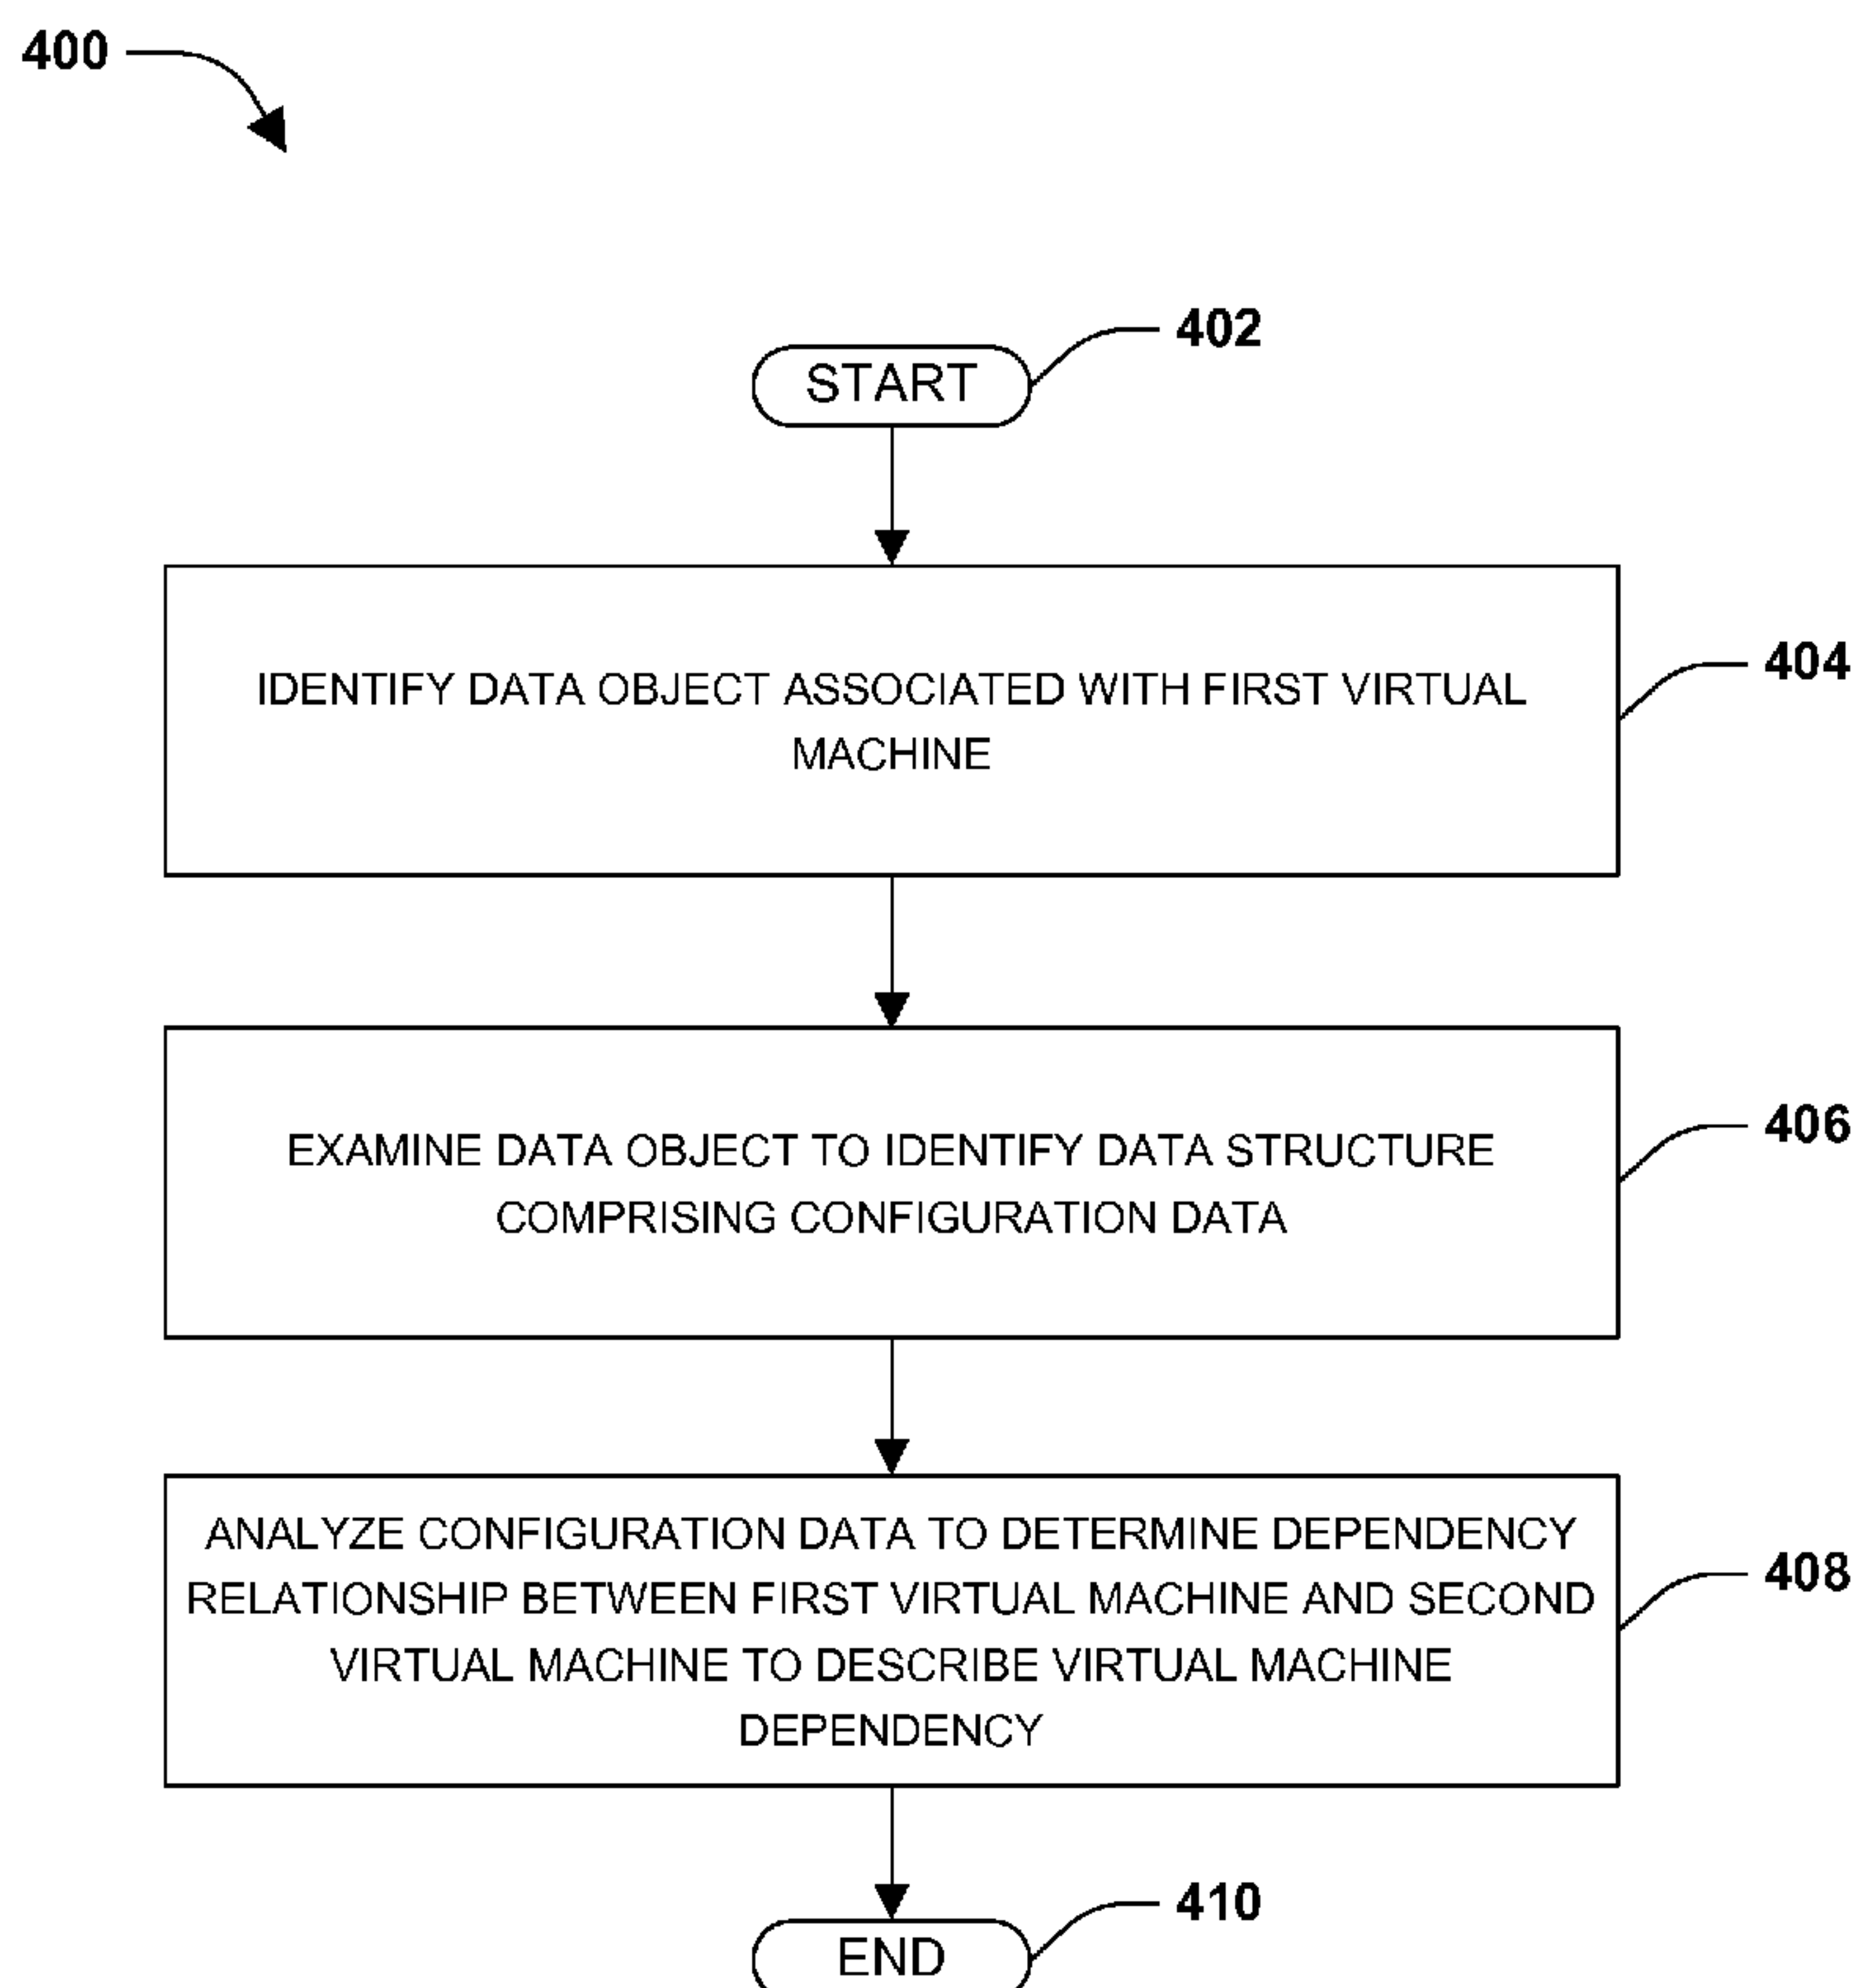 400
402
START
404
IDENTIFY DATA OBJECT ASSOCIATED WITH FIRST VIRTUAL
MACHINE
406
EXAMINE DATA OBJECT TO IDENTIFY DATA STRUCTURE
COMPRISING CONFIGURATION DATA
408
ANALYZE CONFIGURATION DATA TO DETERMINE DEPENDENCY
RELATIONSHIP BETWEEN FIRST VIRTUAL MACHINE AND SECOND
VIRTUAL MACHINE TO DESCRIBE VIRTUAL MACHINE
DEPENDENCY
410
END